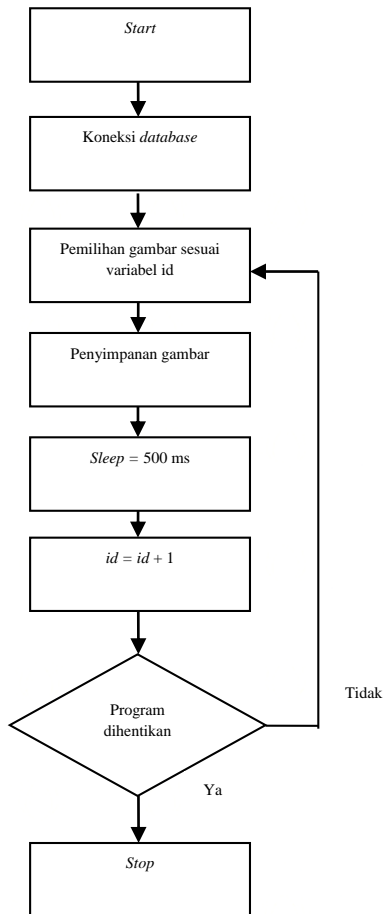 Start
Koneksi database
Pemilihan gambar sesuai
variabel id
Penyimpanan gambar
Sleep = 500 ms
id = id + 1
Program
dihentikan
Tidak
Ya
Stop